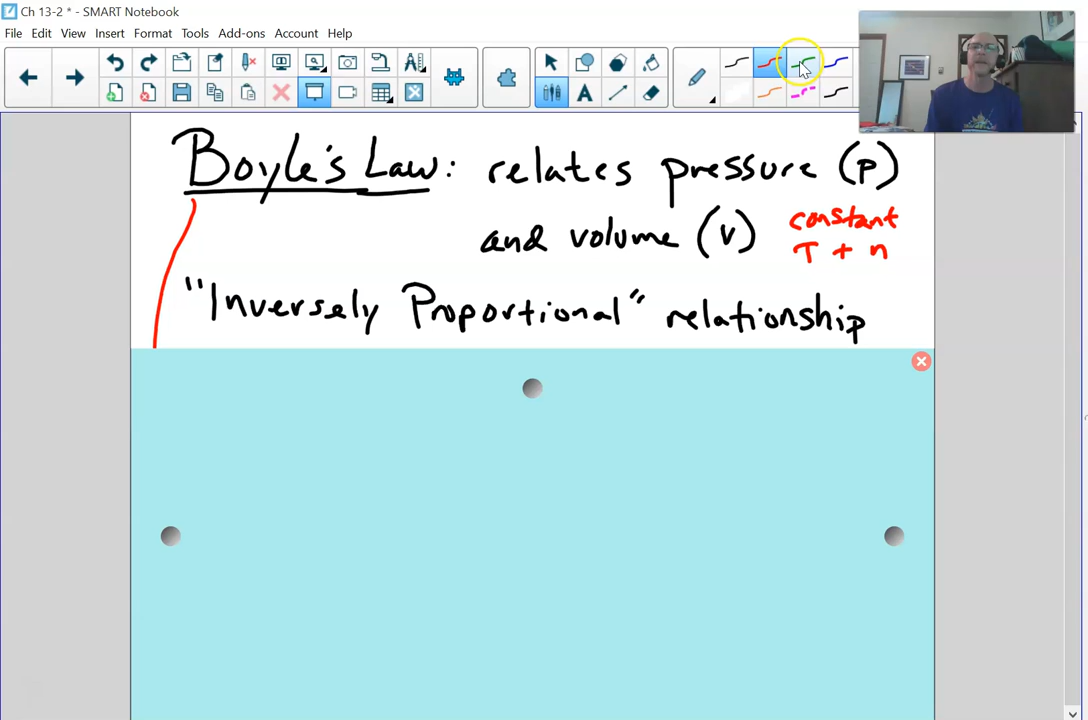 Ch 13-2 * - SMART Notebook
File Edit View Insert Format Tools Add-ons Account Help
Boyle's Law: relates pressure (P)
and volume (V)
constant
T + n
"Inversely Proportional" relationship